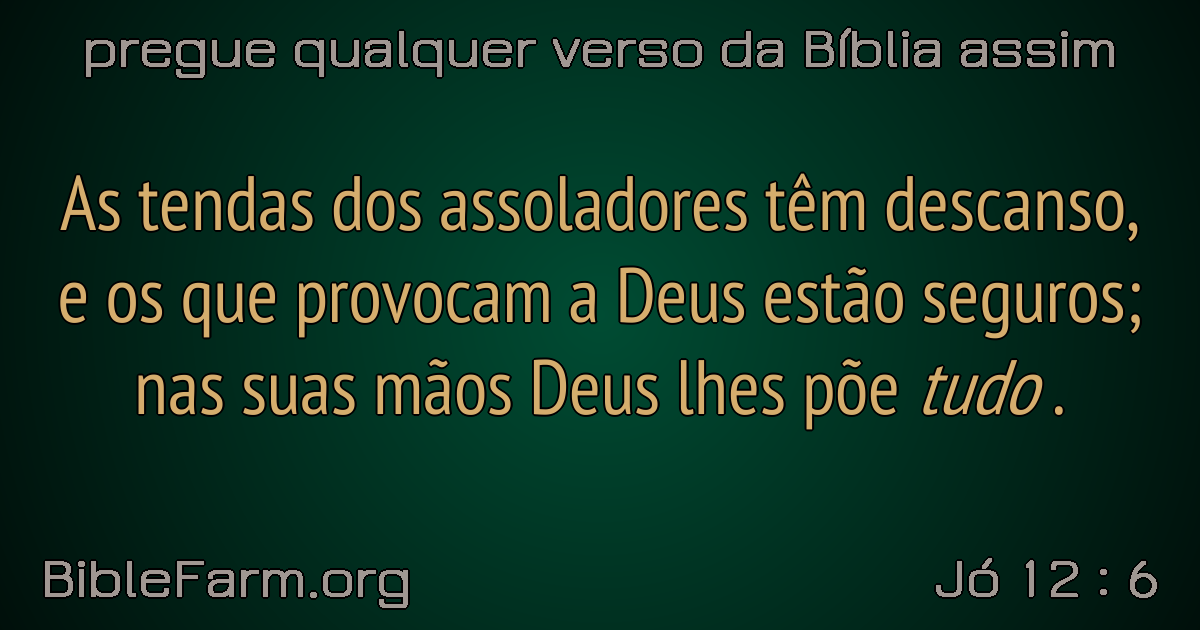 pregue qualquer verso da Bíblia assim
As tendas dos assoladores têm descanso,
e os que provocam a Deus estão seguros;
nas suas mãos Deus lhes põe tudo .
BibleFarm.org
Jó 12 : 6